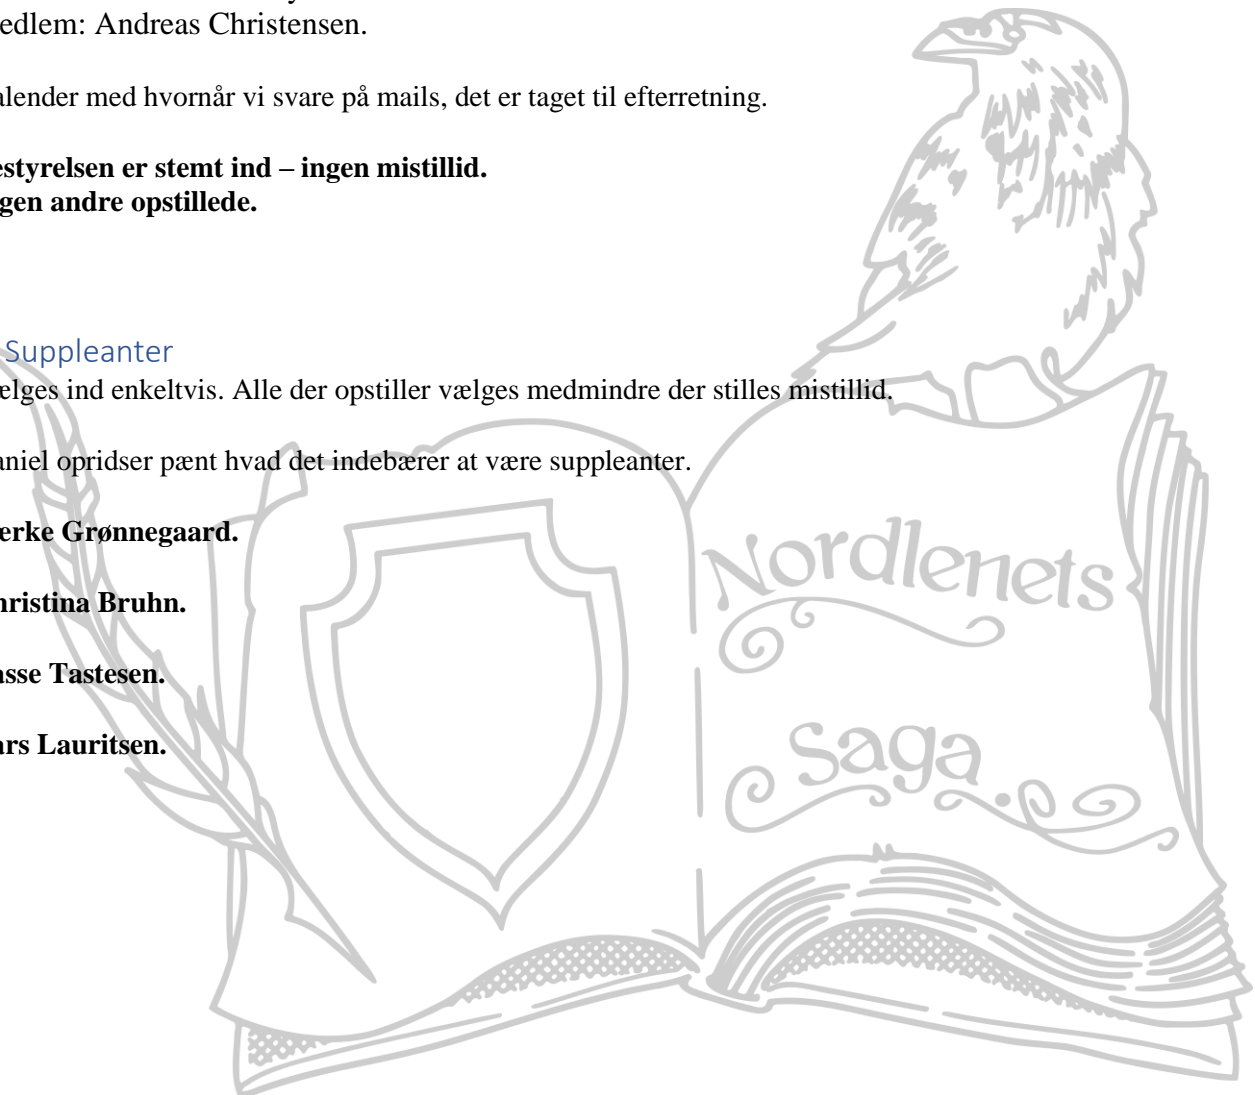 edlem: Andreas Christensen.
alender med hvornår vi svare på mails, det er taget til efterretning.
estyrelsen er stemt ind – ingen mistillid.
gen andre opstillede.
Suppleanter
ælges ind enkeltvis. Alle der opstiller vælges medmindre der stilles mistillid.
aniel opridser pænt hvad det indebærer at være suppleanter.
ærke Grønnegaard.
hristina Bruhn.
asse Tastesen.
ars Lauritsen.
Nordlenets
Saga.